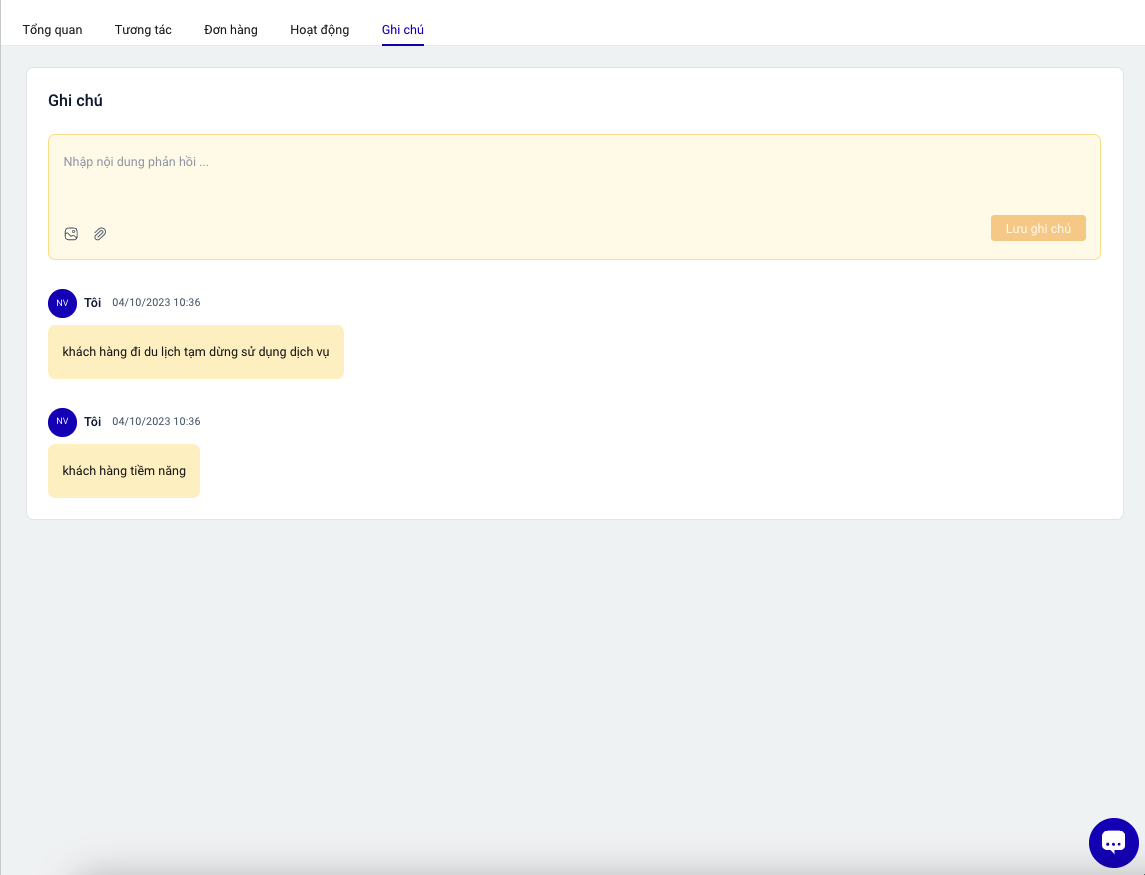 Tổng quan Tương tác Đơn hàng Hoạt động Ghi chú
Ghi chú
Nhập nội dung phản hồi ...
Lưu ghi chú
NV Tôi 04/10/2023 10:36
khách hàng đi du lịch tạm dừng sử dụng dịch vụ
NV Tôi 04/10/2023 10:36
khách hàng tiềm năng